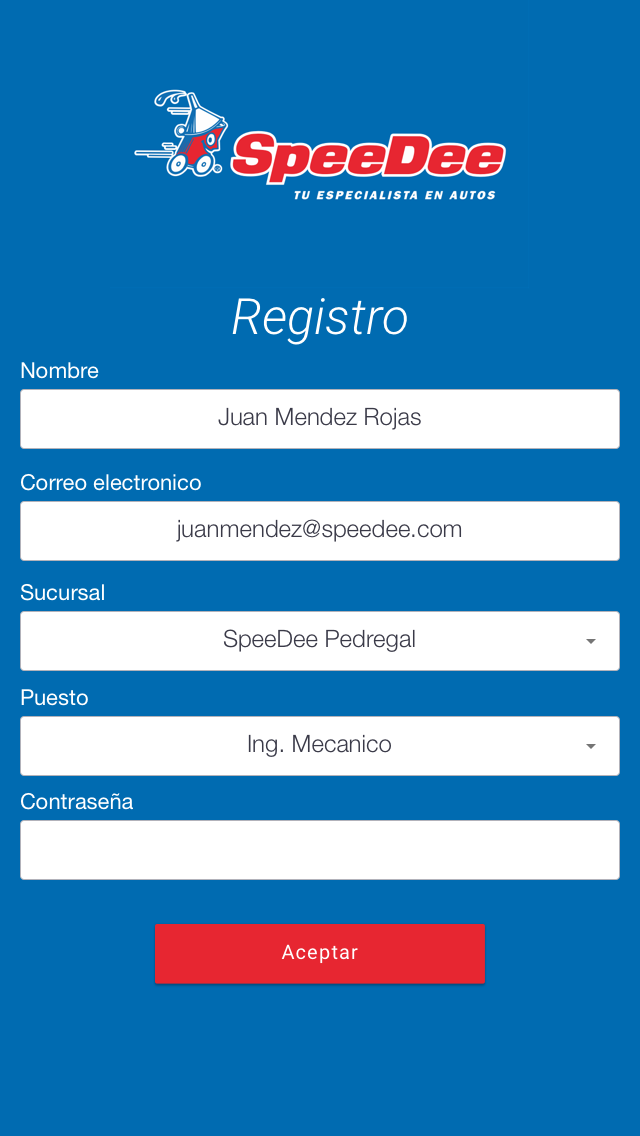 SpeeDee
TU ESPECIALISTA EN AUTOS
Registro
Nombre
Juan Mendez Rojas
Correo electronico
juanmendez@speedee.com
Sucursal
SpeeDee Pedregal
Puesto
Ing. Mecanico
Contraseña
Aceptar